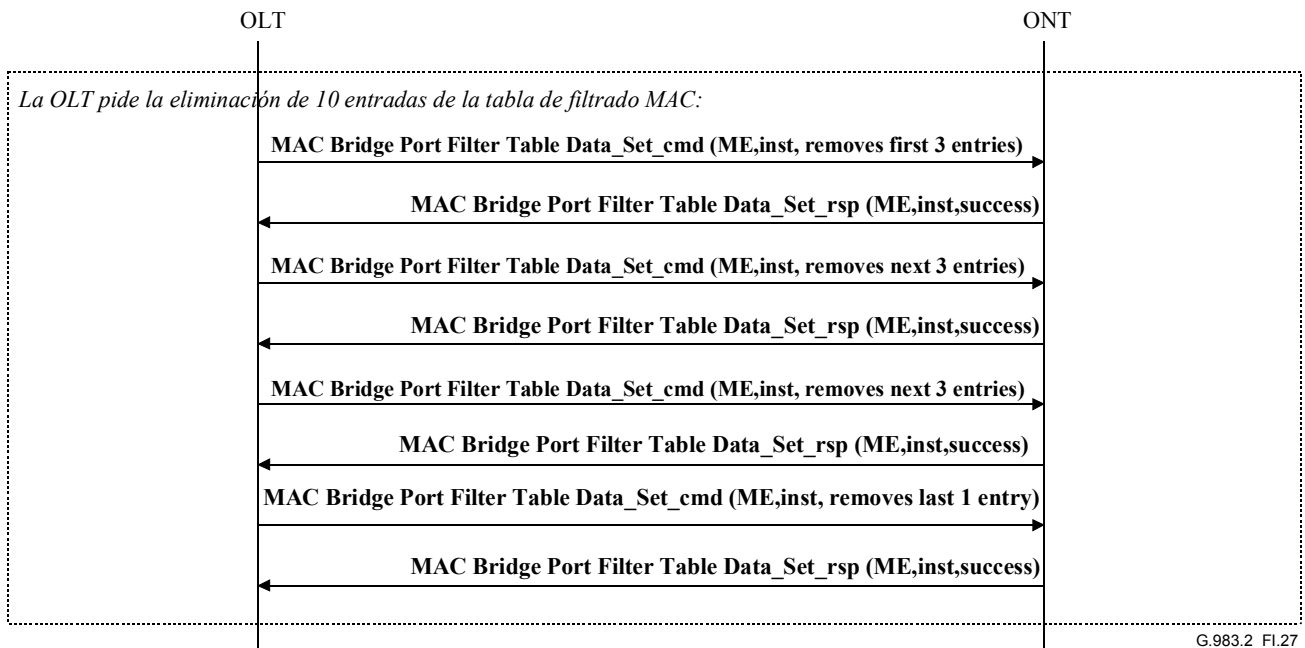 OLT
ONT
La OLT pide la eliminación de 10 entradas de la tabla de filtrado MAC:
MAC Bridge Port Filter Table Data_Set_cmd (ME,inst, removes first 3 entries)
MAC Bridge Port Filter Table Data_Set_rsp (ME,inst,success)
MAC Bridge Port Filter Table Data_Set_cmd (ME,inst, removes next 3 entries)
MAC Bridge Port Filter Table Data_Set_rsp (ME,inst,success)
MAC Bridge Port Filter Table Data_Set_cmd (ME,inst, removes next 3 entries)
MAC Bridge Port Filter Table Data_Set_rsp (ME,inst,success)
MAC Bridge Port Filter Table Data_Set_cmd (ME,inst, removes last 1 entry)
MAC Bridge Port Filter Table Data_Set_rsp (ME,inst,success)
G.983.2_FI.27